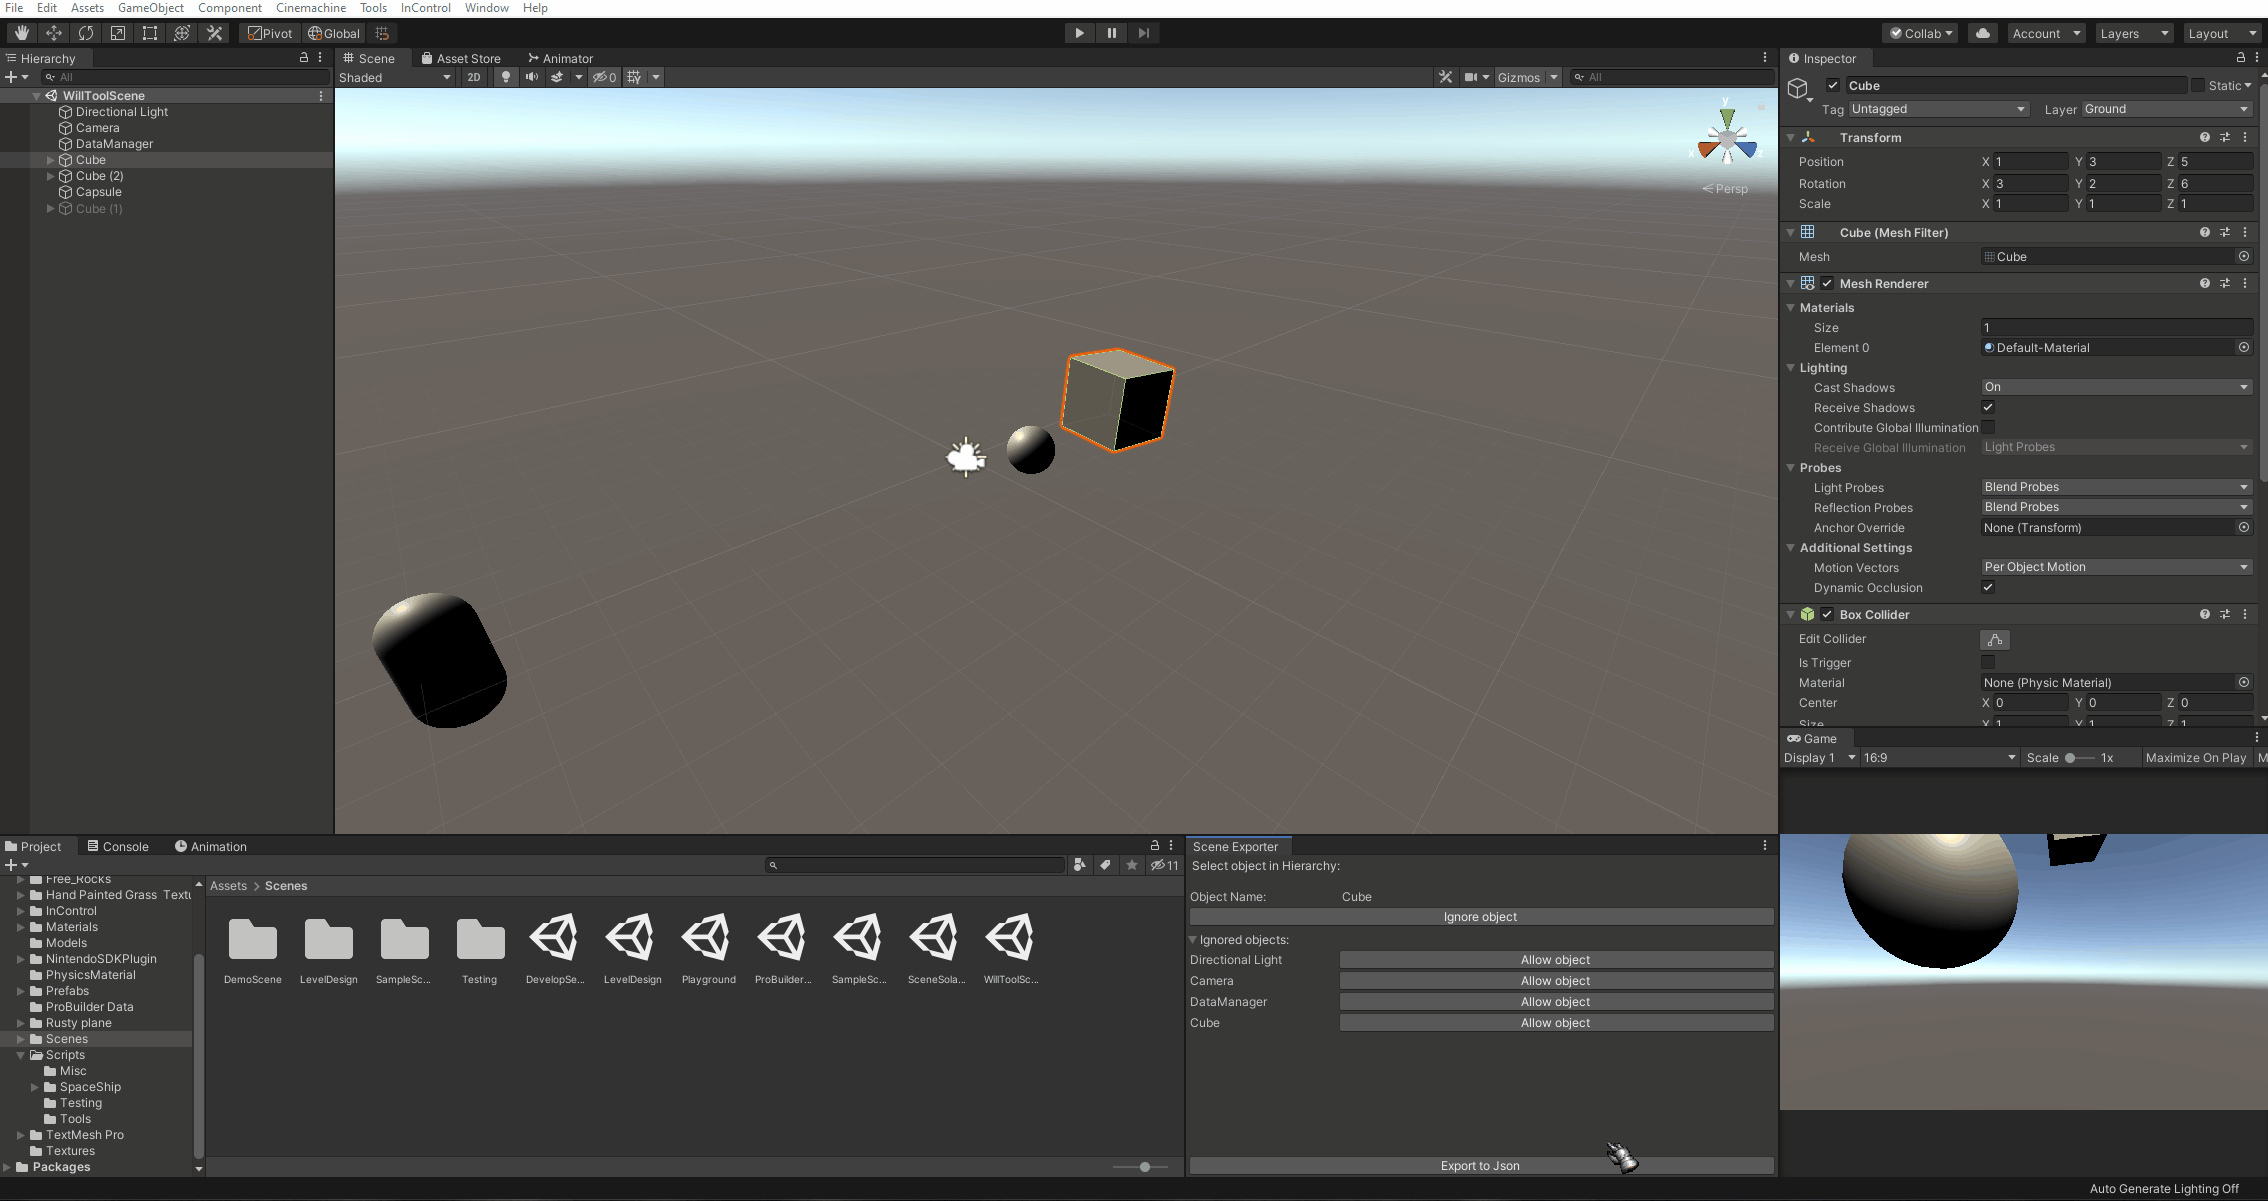 File Edit Assets GameObject Component Cinemachine Tools InControl Window Help
Pivot Global Collab Account Layers Layout
Hierarchy
All
WillToolScene
Directional Light
Camera
DataManager
Cube
Cube (2)
Capsule
Cube (1)
Scene Asset Store Animator
Shaded 2D 0 Gizmos All
y
x z
Persp
Inspector
Cube Static
Tag Untagged Layer Ground
Transform
Position X 1 Y 3 Z 5
Rotation X 3 Y 2 Z 6
Scale X 1 Y 1 Z 1
Cube (Mesh Filter)
Mesh Cube
Mesh Renderer
Materials
Size 1
Element 0 Default-Material
Lighting
Cast Shadows On
Receive Shadows
Contribute Global Illumination
Receive Global Illumination Light Probes
Probes
Light Probes Blend Probes
Reflection Probes Blend Probes
Anchor Override None (Transform)
Additional Settings
Motion Vectors Per Object Motion
Dynamic Occlusion
Box Collider
Edit Collider
Is Trigger
Material None (Physic Material)
Center X 0 Y 0 Z 0
Size X 1 Y 1 Z 1
Game
Display 1 16:9 Scale 1x Maximize On Play M
Project Console Animation
11
Free_Rocks
Hand Painted Grass Textu
InControl
Materials
Models
NintendoSDKPlugin
PhysicsMaterial
Prefabs
ProBuilder Data
Rusty plane
Scenes
Scripts
Misc
SpaceShip
Testing
Tools
TextMesh Pro
Textures
Packages
Assets > Scenes
DemoScene LevelDesign SampleSc... Testing DevelopSe... LevelDesign Playground ProBuilder... SampleSc... SceneSola... WillToolSc...
Scene Exporter
Select object in Hierarchy:
Object Name: Cube
Ignore object
Ignored objects:
Directional Light Allow object
Camera Allow object
DataManager Allow object
Cube Allow object
Export to Json
Auto Generate Lighting Off